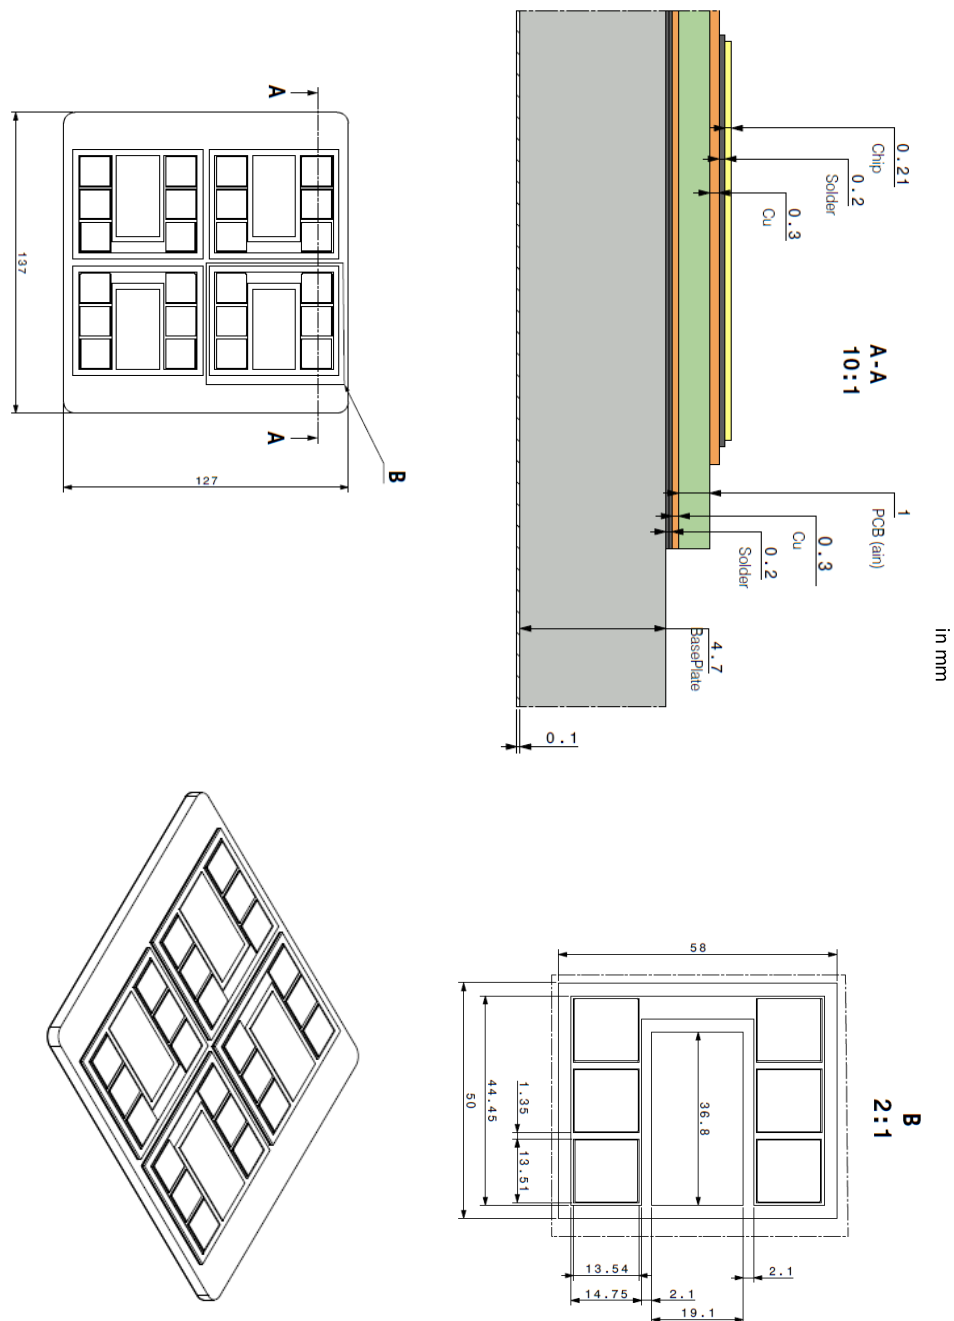 A
A
137
127
B
0.21
Chip
0.2
Solder
0.3
Cu
A-A
10:1
1
PCB (ain)
0.3
Cu
0.2
Solder
4.7
BasePlate
0.1
in mm
58
50
44.45
1.35
13.51
36.8
13.54
14.75
2.1
2.1
19.1
B
2:1